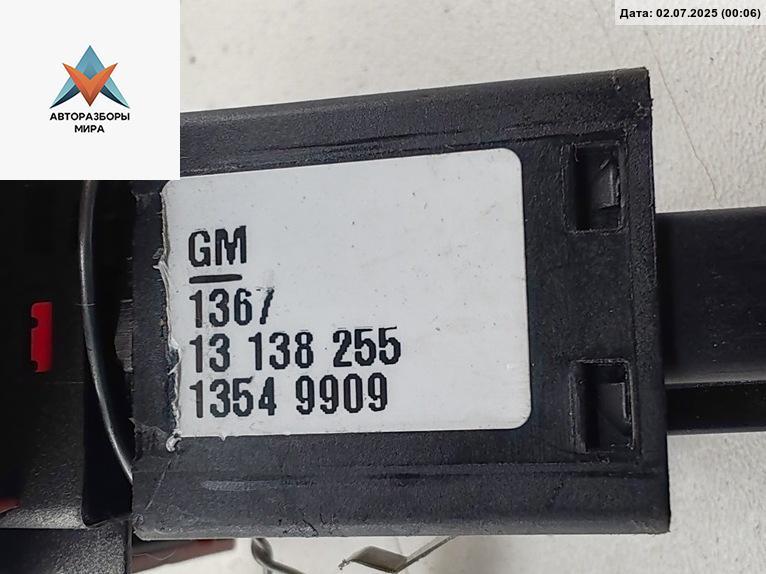 Дата: 02.07.2025 (00:06)
АВТОРАЗБОРЫ
МИРА
GM
1367
13 138 255
1354 9909